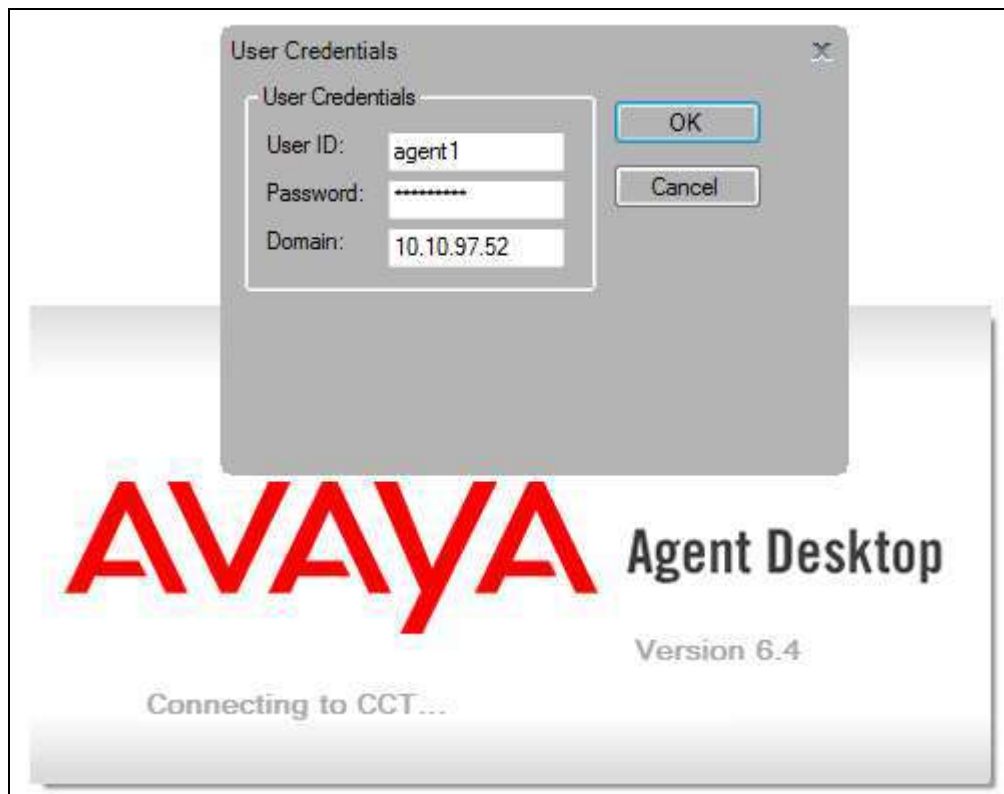 User Credentials
User Credentials
User ID: agent1
Password: *********
Domain: 10.10.97.52
OK
Cancel
AVAYA Agent Desktop
Version 6.4
Connecting to CCT...